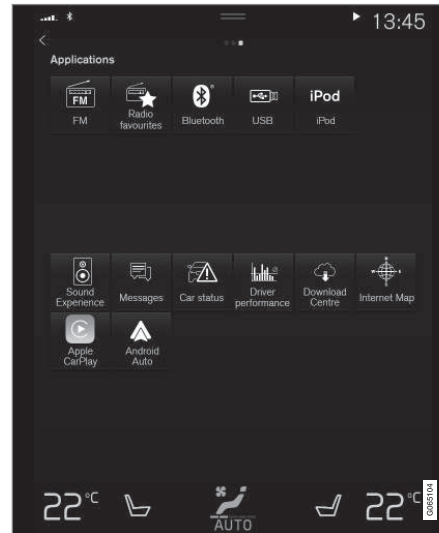 13:45
Applications
FM
FM
Radio
favourites
Bluetooth
USB
iPod
iPod
Sound
Experience
Messages
Car status
Driver
performance
Download
Centre
Internet Map
Apple
CarPlay
Android
Auto
22°C
AUTO
22°C
G065104